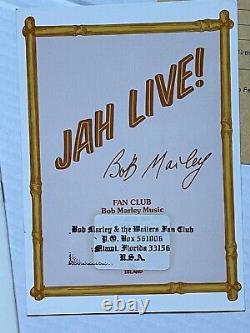 JAH LIVE!
Bob Marley
FAN CLUB
Bob Marley Music
Bob Marley & the Wailers Fan Club
P.O. Box 561006
Miami, Florida 33156
U.S.A.
ISLAND